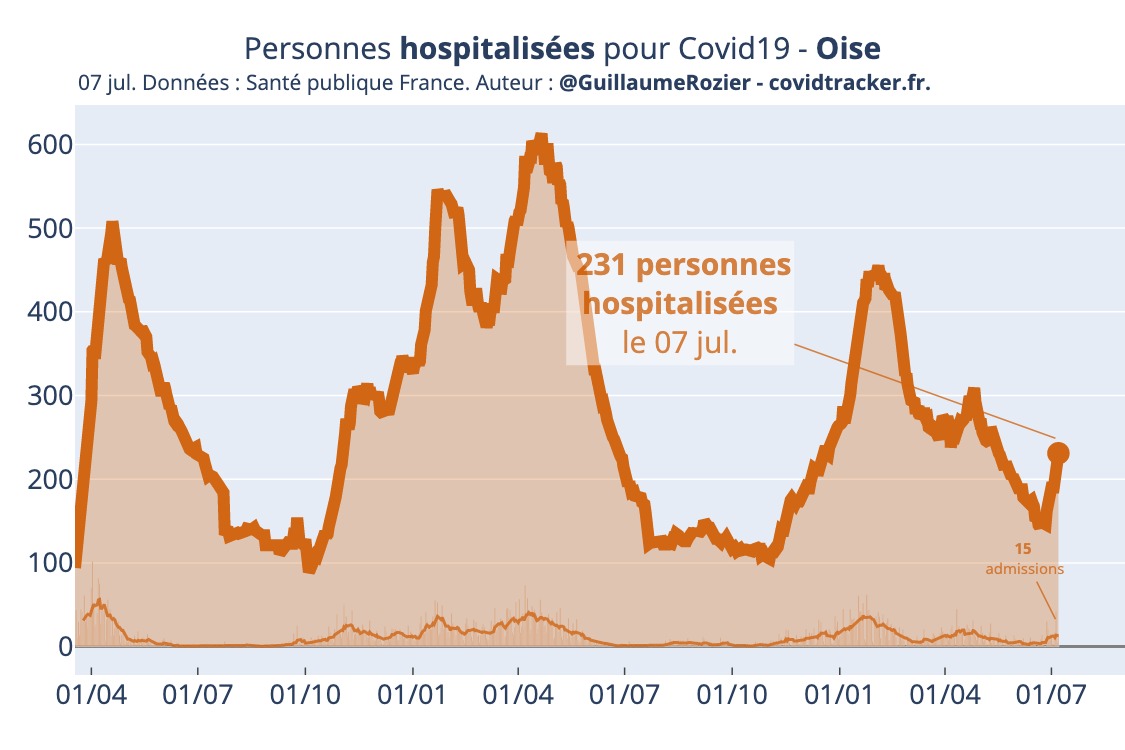 Personnes hospitalisées pour Covid19 - Oise
07 jul. Données : Santé publique France. Auteur : @GuillaumeRozier - covidtracker.fr.
600
500
400
300
200
100
0
231 personnes
hospitalisées
le 07 jul.
15
admissions
01/04 01/07 01/10 01/01 01/04 01/07 01/10 01/01 01/04 01/07